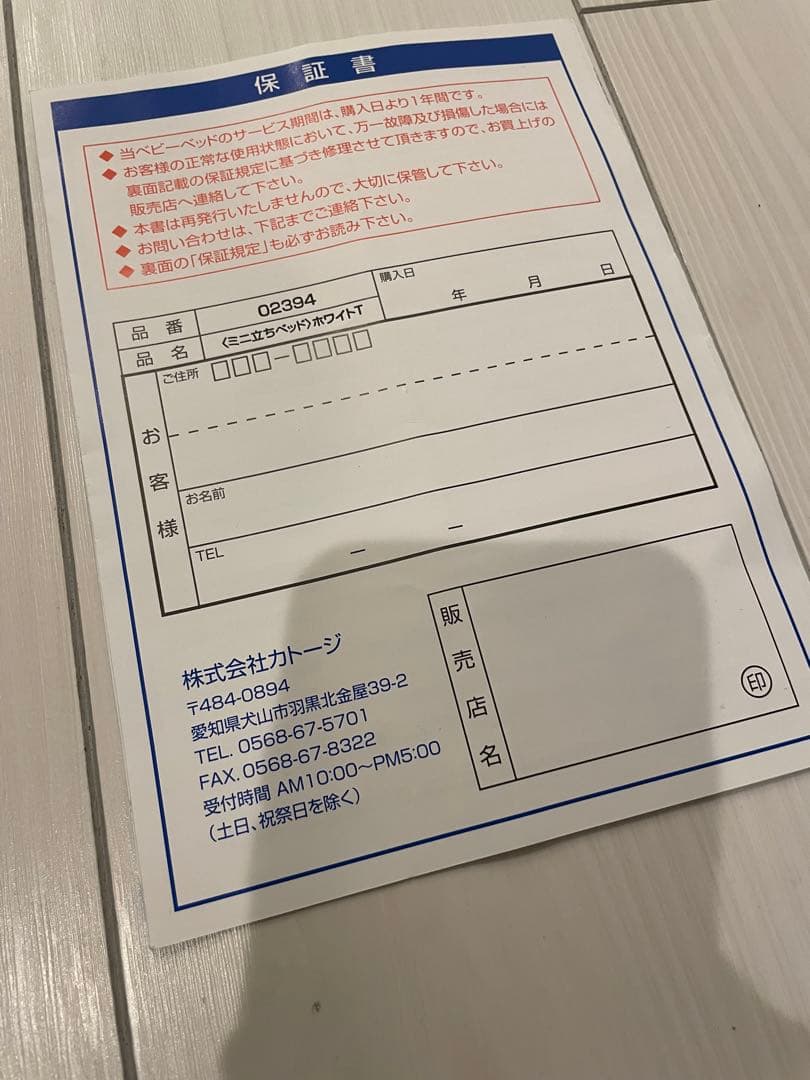 保証書
◆ 当ベビーベッドのサービス期間は、購入日より1年間です。
◆ お客様の正常な使用状態において、万一故障及び損傷した場合には
裏面記載の保証規定に基づき修理させて頂きますので、お買上げの
販売店へ連絡して下さい。
◆ 本書は再発行いたしませんので、大切に保管して下さい。
◆ お問い合わせは、下記までご連絡下さい。
◆ 裏面の「保証規定」も必ずお読み下さい。
品番 02394 購入日 年 月 日
品名 〈ミニ立ちベッド〉ホワイトT
お客様
ご住所 □□□-□□□□
お名前
TEL ― ―
株式会社カトージ
〒484-0894
愛知県犬山市羽黒北金屋39-2
TEL. 0568-67-5701
FAX. 0568-67-8322
受付時間 AM10:00〜PM5:00
（土日、祝祭日を除く）
販売店名
印